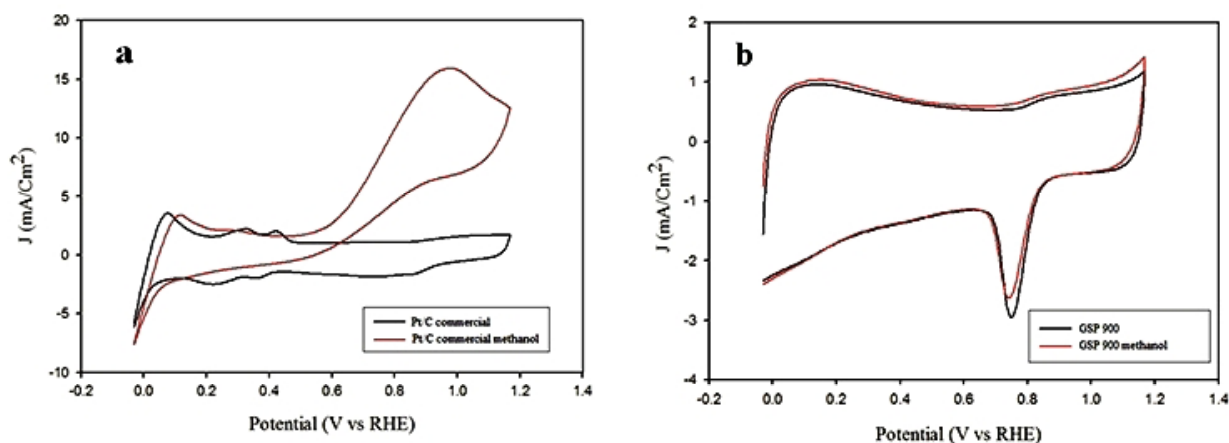 a
20
15
10
5
0
-5
-10
J (mA/Cm²)
0.0 0.2 0.4 0.6 0.8 1.0 1.2 1.4
Potential (V vs RHE)
Pt/C commercial
Pt/C commercial methanol
b
2
1
0
-1
-2
-3
-4
J (mA/Cm²)
-0.2 0.0 0.2 0.4 0.6 0.8 1.0 1.2 1.4
Potential (V vs RHE)
GSP 900
GSP 900 methanol